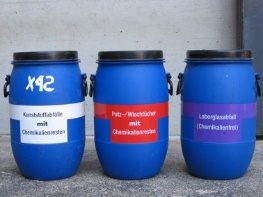 X42
Kunststoffabfälle
mit
Chemikalienresten
Putz-/ Wischtücher
mit
Chemikalienresten
Laborglasabfall
(Chemikalienfrei)